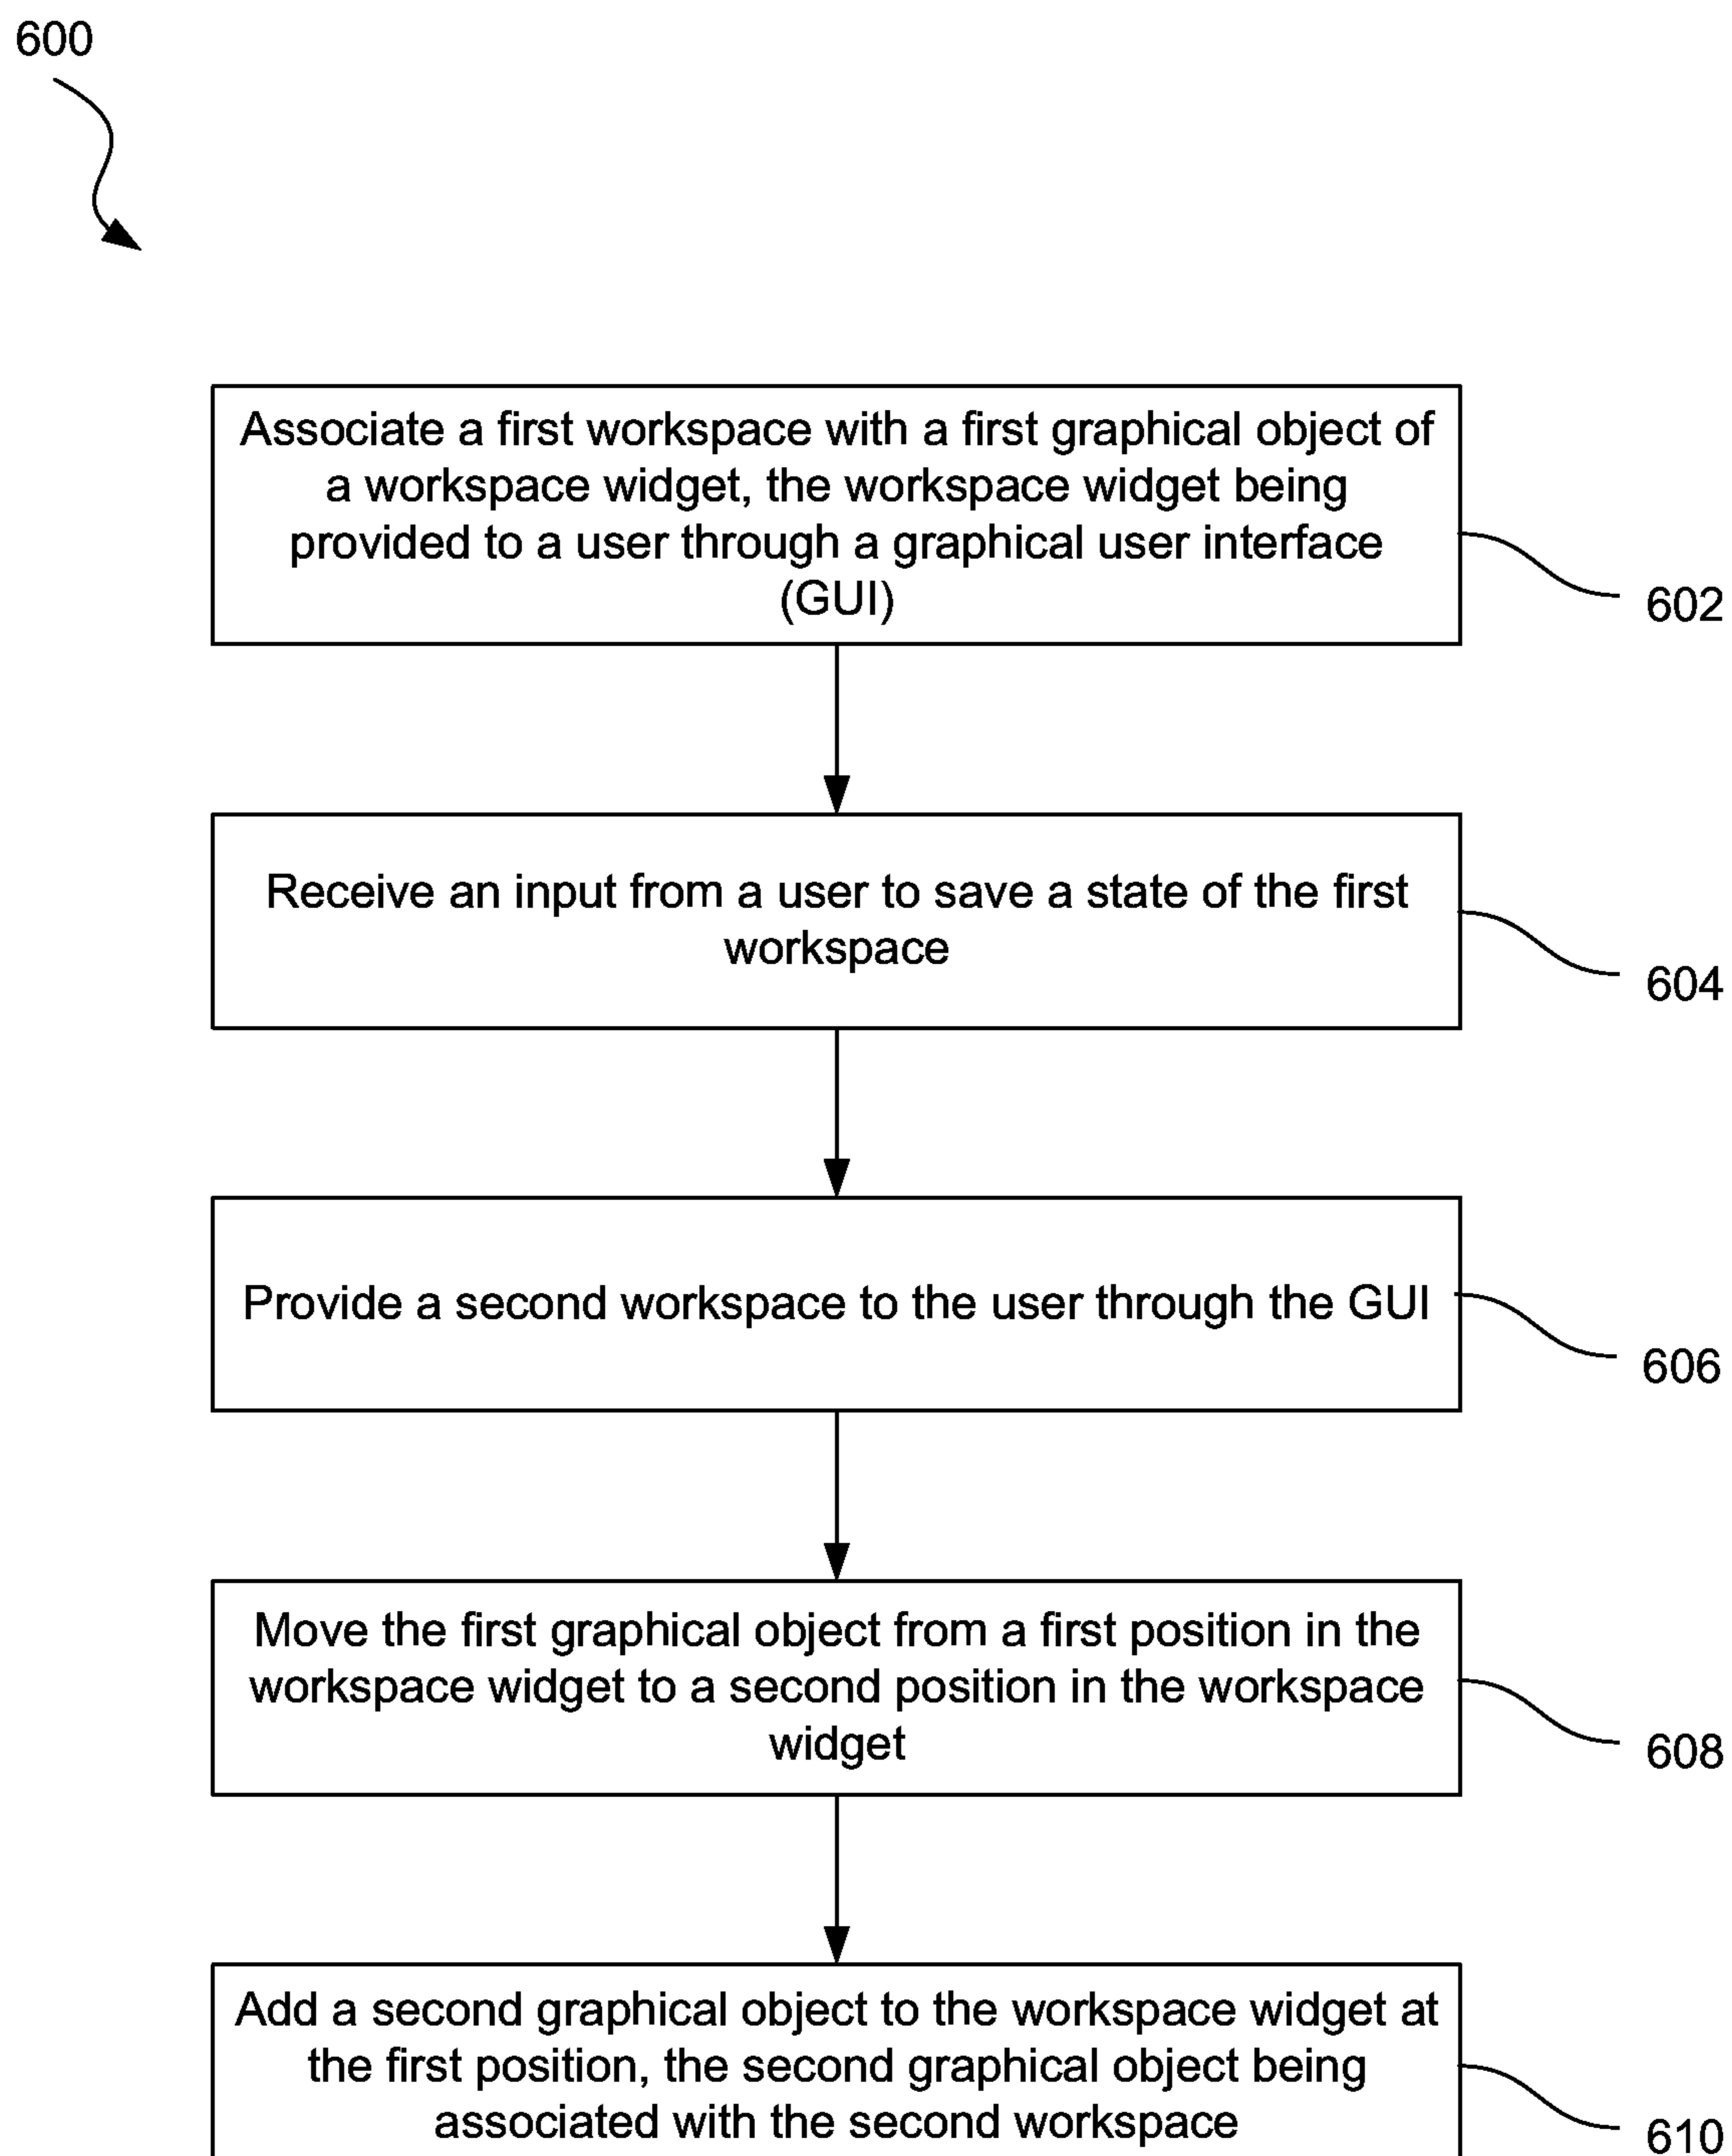 600
Associate a first workspace with a first graphical object of
a workspace widget, the workspace widget being
provided to a user through a graphical user interface
(GUI)
602
Receive an input from a user to save a state of the first
workspace
604
Provide a second workspace to the user through the GUI
606
Move the first graphical object from a first position in the
workspace widget to a second position in the workspace
widget
608
Add a second graphical object to the workspace widget at
the first position, the second graphical object being
associated with the second workspace
610